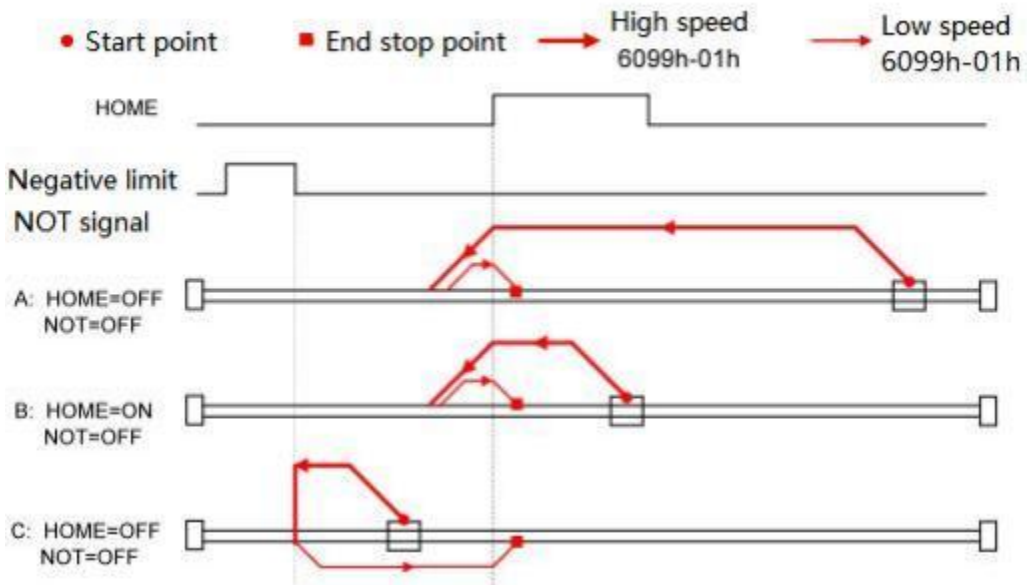 Start point
End stop point
High speed
6099h-01h
Low speed
6099h-01h
HOME
Negative limit
NOT signal
A: HOME=OFF
NOT=OFF
B: HOME=ON
NOT=OFF
C: HOME=OFF
NOT=OFF